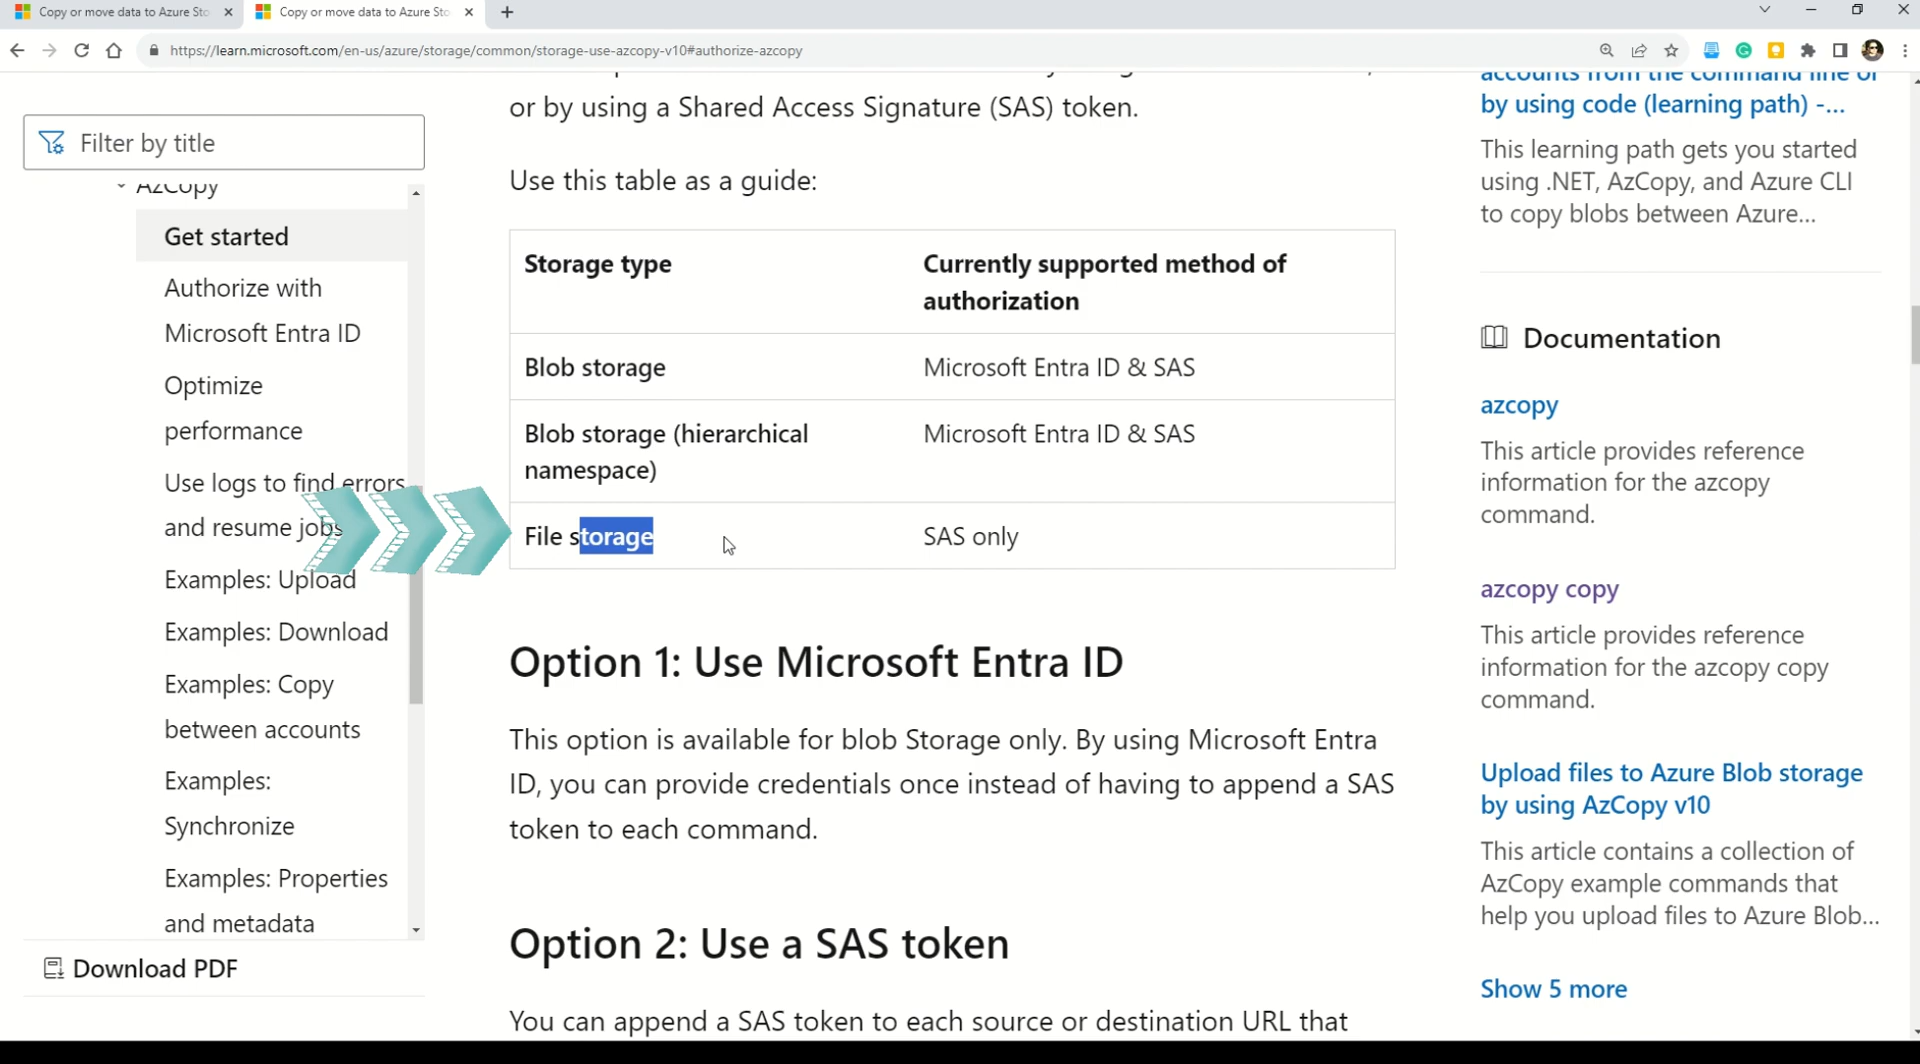 Copy or move data to Azure Sto
Copy or move data to Azure Sto
https://learn.microsoft.com/en-us/azure/storage/common/storage-use-azcopy-v10#authorize-azcopy
Filter by title
AzCopy
Get started
Authorize with
Microsoft Entra ID
Optimize
performance
Use logs to find errors
and resume jobs
Examples: Upload
Examples: Download
Examples: Copy
between accounts
Examples:
Synchronize
Examples: Properties
and metadata
Download PDF
or by using a Shared Access Signature (SAS) token.
Use this table as a guide:
Storage type
Currently supported method of
authorization
Blob storage
Microsoft Entra ID & SAS
Blob storage (hierarchical
namespace)
Microsoft Entra ID & SAS
File storage
SAS only
Option 1: Use Microsoft Entra ID
This option is available for blob Storage only. By using Microsoft Entra
ID, you can provide credentials once instead of having to append a SAS
token to each command.
Option 2: Use a SAS token
You can append a SAS token to each source or destination URL that
accounts from the command line or
by using code (learning path) -...
This learning path gets you started
using .NET, AzCopy, and Azure CLI
to copy blobs between Azure...
Documentation
azcopy
This article provides reference
information for the azcopy
command.
azcopy copy
This article provides reference
information for the azcopy copy
command.
Upload files to Azure Blob storage
by using AzCopy v10
This article contains a collection of
AzCopy example commands that
help you upload files to Azure Blob...
Show 5 more